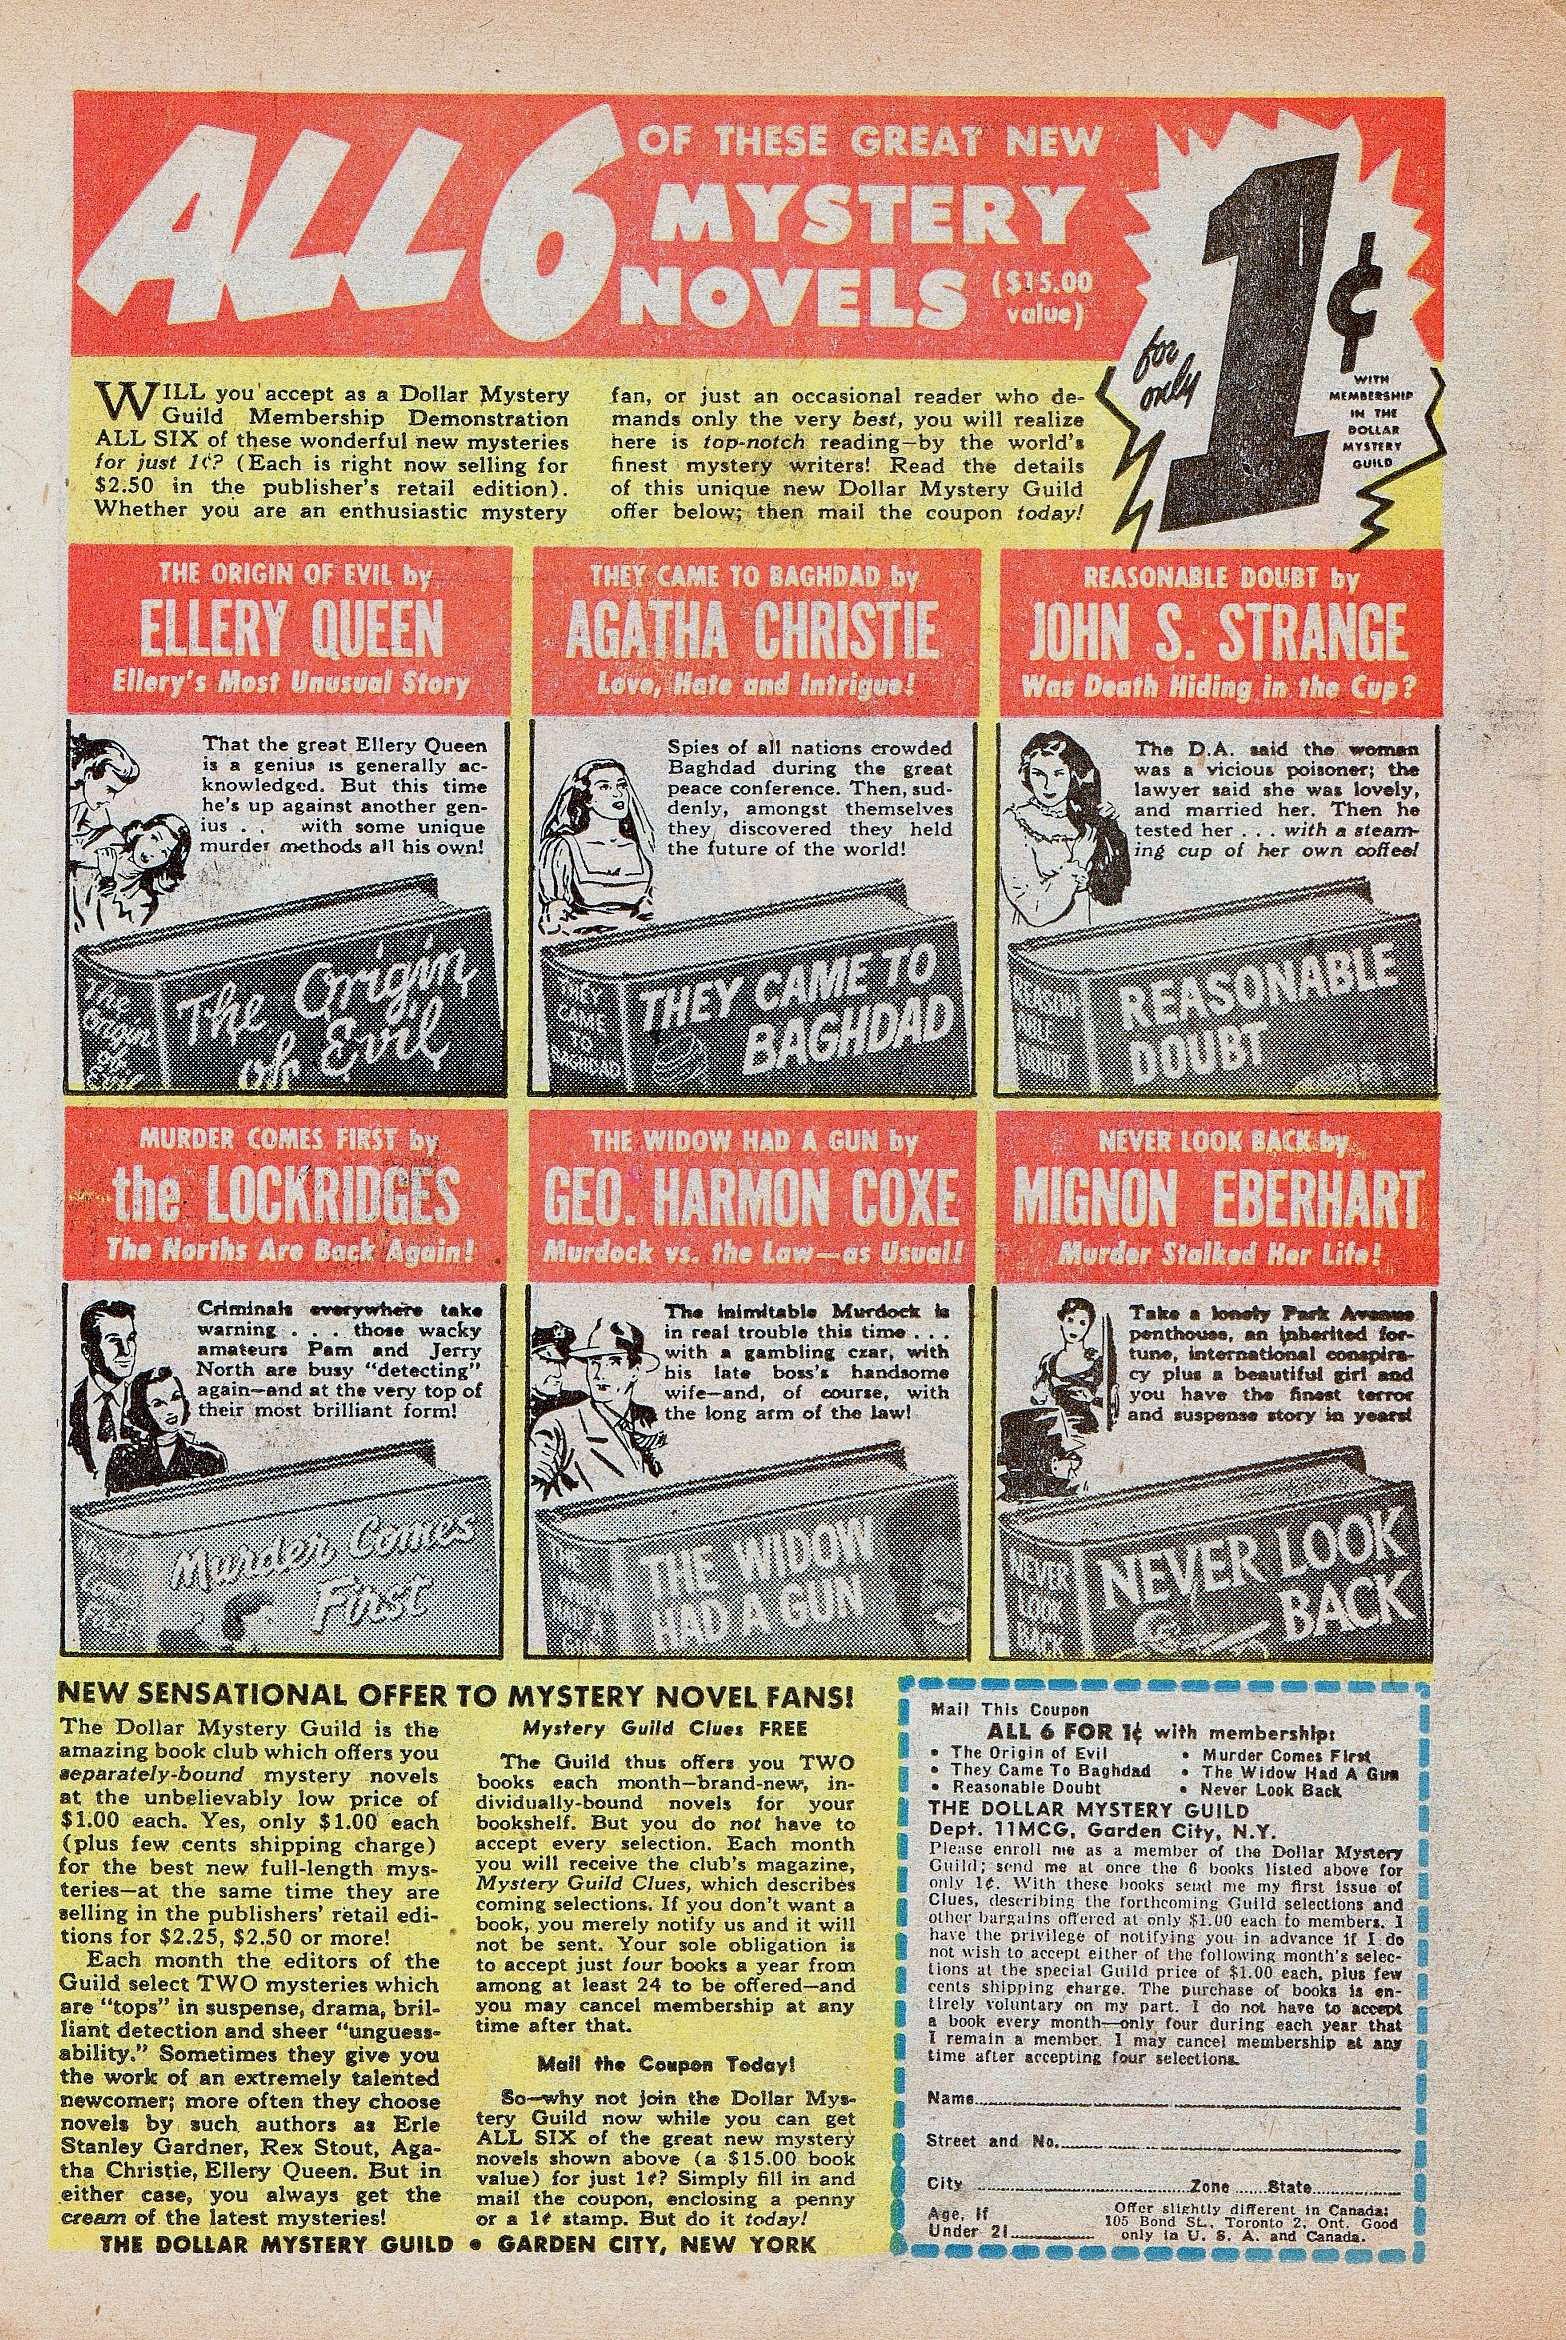 ALL 6
OF THESE GREAT NEW
MYSTERY
NOVELS
($15.00
value)
for
only
1¢
WITH
MEMBERSHIP
IN THE
DOLLAR
MYSTERY
GUILD
WILL you accept as a Dollar Mystery
Guild Membership Demonstration
ALL SIX of these wonderful new mysteries
for just 1¢? (Each is right now selling for
$2.50 in the publisher's retail edition).
Whether you are an enthusiastic mystery
fan, or just an occasional reader who de-
mands only the very best, you will realize
here is top-notch reading—by the world's
finest mystery writers! Read the details
of this unique new Dollar Mystery Guild
offer below; then mail the coupon today!
THE ORIGIN OF EVIL by
ELLERY QUEEN
Ellery's Most Unusual Story
That the great Ellery Queen
is a genius is generally ac-
knowledged. But this time
he's up against another gen-
ius . . with some unique
murder methods all his own!
The
Origin
of
Evil
The Origin
of Evil
THEY CAME TO BAGHDAD by
AGATHA CHRISTIE
Love, Hate and Intrigue!
Spies of all nations crowded
Baghdad during the great
peace conference. Then, sud-
denly, amongst themselves
they discovered they held
the future of the world!
THEY
CAME
TO
BAGHDAD
THEY CAME TO
BAGHDAD
REASONABLE DOUBT by
JOHN S. STRANGE
Was Death Hiding in the Cup?
The D.A. said the woman
was a vicious poisoner; the
lawyer said she was lovely,
and married her. Then he
tested her . . . with a steam-
ing cup of her own coffee!
REASON-
ABLE
DOUBT
REASONABLE
DOUBT
MURDER COMES FIRST by
the LOCKRIDGES
The Norths Are Back Again!
Criminals everywhere take
warning . . . those wacky
amateurs Pam and Jerry
North are busy "detecting"
again—and at the very top of
their most brilliant form!
Murder
Comes
First
Murder Comes
First
THE WIDOW HAD A GUN by
GEO. HARMON COXE
Murdock vs. the Law—as Usual!
The inimitable Murdock is
in real trouble this time . . .
with a gambling czar, with
his late boss's handsome
wife—and, of course, with
the long arm of the law!
THE
WIDOW
HAD A
GUN
THE WIDOW
HAD A GUN
NEVER LOOK BACK by
MIGNON EBERHART
Murder Stalked Her Life!
Take a lonely Park Avenue
penthouse, an inherited for-
tune, international conspira-
cy plus a beautiful girl and
you have the finest terror
and suspense story in years!
NEVER
LOOK
BACK
NEVER LOOK
BACK
NEW SENSATIONAL OFFER TO MYSTERY NOVEL FANS!
The Dollar Mystery Guild is the
amazing book club which offers you
separately-bound mystery novels
at the unbelievably low price of
$1.00 each. Yes, only $1.00 each
(plus few cents shipping charge)
for the best new full-length mys-
teries—at the same time they are
selling in the publishers' retail edi-
tions for $2.25, $2.50 or more!
Each month the editors of the
Guild select TWO mysteries which
are "tops" in suspense, drama, bril-
liant detection and sheer "unguess-
ability." Sometimes they give you
the work of an extremely talented
newcomer; more often they choose
novels by such authors as Erle
Stanley Gardner, Rex Stout, Aga-
tha Christie, Ellery Queen. But in
either case, you always get the
cream of the latest mysteries!
Mystery Guild Clues FREE
The Guild thus offers you TWO
books each month—brand-new, in-
dividually-bound novels for your
bookshelf. But you do not have to
accept every selection. Each month
you will receive the club's magazine,
Mystery Guild Clues, which describes
coming selections. If you don't want a
book, you merely notify us and it will
not be sent. Your sole obligation is
to accept just four books a year from
among at least 24 to be offered—and
you may cancel membership at any
time after that.
Mail the Coupon Today!
So—why not join the Dollar Mys-
tery Guild now while you can get
ALL SIX of the great new mystery
novels shown above (a $15.00 book
value) for just 1¢? Simply fill in and
mail the coupon, enclosing a penny
or a 1¢ stamp. But do it today!
THE DOLLAR MYSTERY GUILD • GARDEN CITY, NEW YORK
Mail This Coupon
ALL 6 FOR 1¢ with membership:
• The Origin of Evil
• They Came To Baghdad
• Reasonable Doubt
• Murder Comes First
• The Widow Had A Gun
• Never Look Back
THE DOLLAR MYSTERY GUILD
Dept. 11MCG, Garden City, N.Y.
Please enroll me as a member of the Dollar Mystery
Guild; send me at once the 6 books listed above for
only 1¢. With these books send me my first issue of
Clues, describing the forthcoming Guild selections and
other bargains offered at only $1.00 each to members. I
have the privilege of notifying you in advance if I do
not wish to accept either of the following month's selec-
tions at the special Guild price of $1.00 each, plus few
cents shipping charge. The purchase of books is en-
tirely voluntary on my part. I do not have to accept
a book every month—only four during each year that
I remain a member. I may cancel membership at any
time after accepting four selections.
Name
Street and No.
City Zone State
Age, If
Under 21
Offer slightly different in Canada:
105 Bond St., Toronto 2, Ont. Good
only in U. S. A. and Canada.